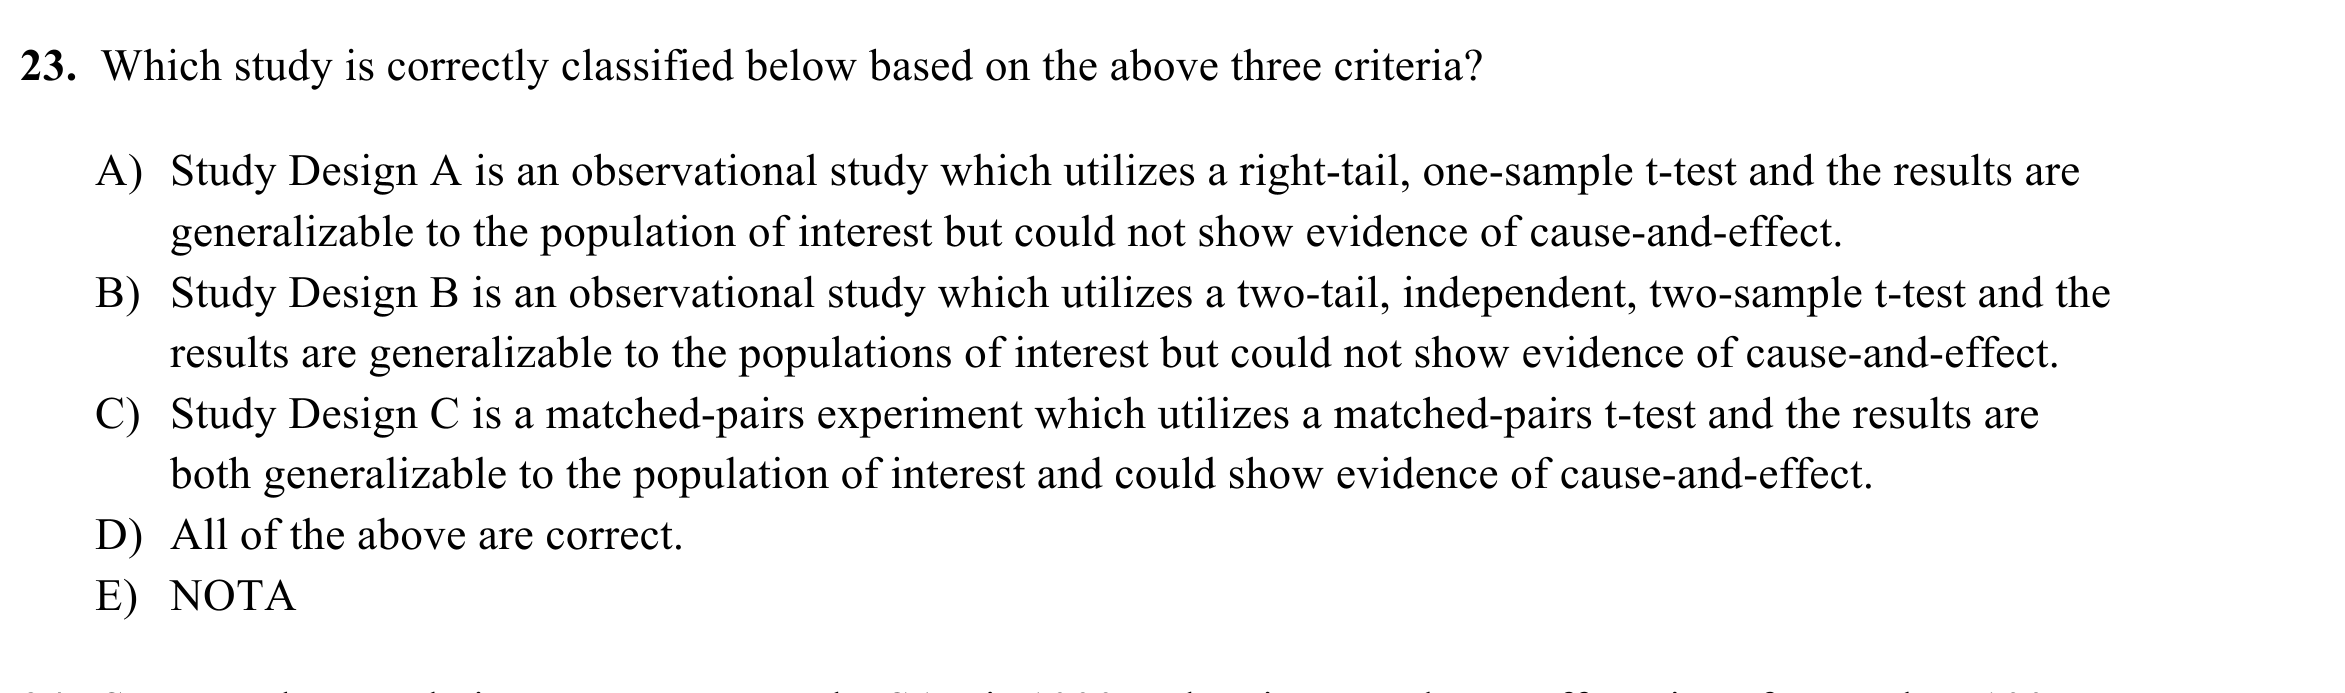 23. Which study is correctly classified below based on the above three criteria?
A) Study Design A is an observational study which utilizes a right-tail, one-sample t-test and the results are
generalizable to the population of interest but could not show evidence of cause-and-effect.
B) Study Design B is an observational study which utilizes a two-tail, independent, two-sample t-test and the
results are generalizable to the populations of interest but could not show evidence of cause-and-effect.
C) Study Design C is a matched-pairs experiment which utilizes a matched-pairs t-test and the results are
both generalizable to the population of interest and could show evidence of cause-and-effect.
D) All of the above are correct.
E) NOTA